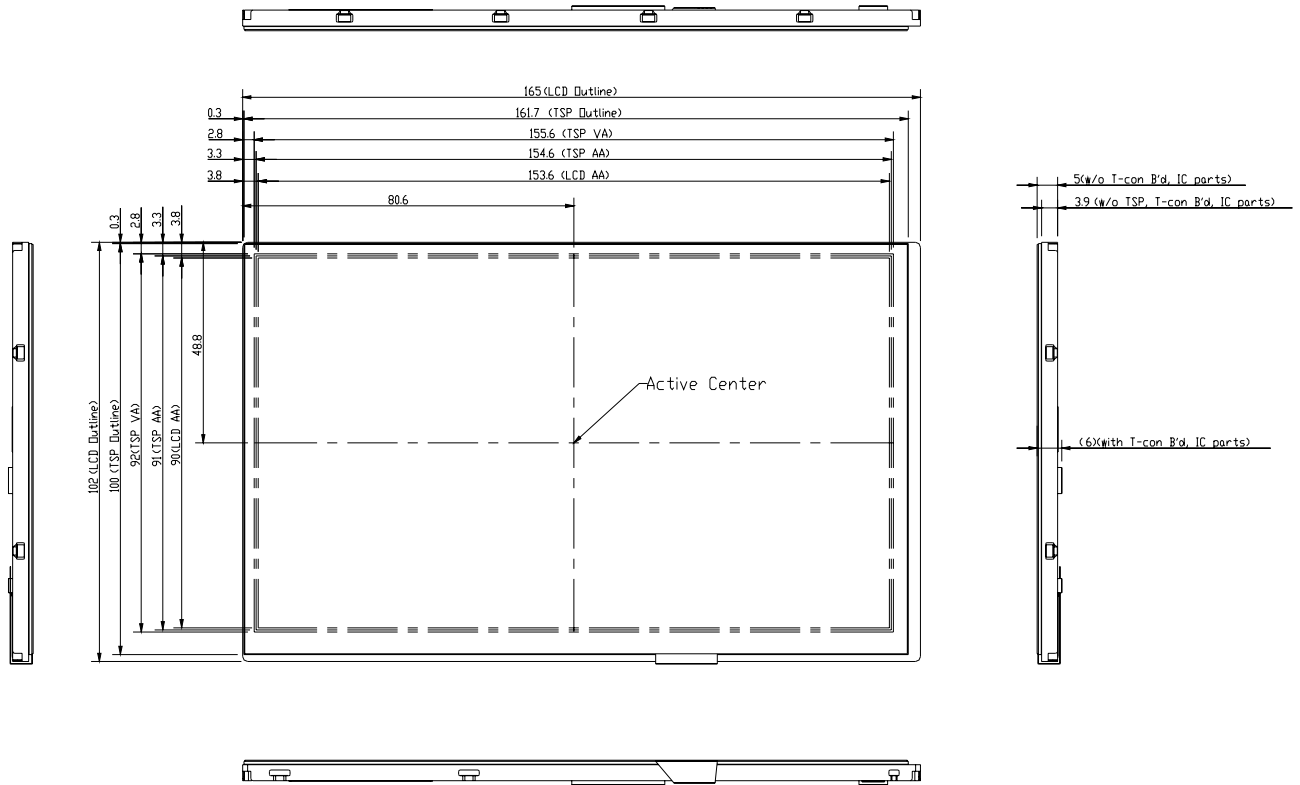 165(LCD Outline)
0.3
161.7 (TSP Outline)
2.8
155.6 (TSP VA)
3.3
154.6 (TSP AA)
3.8
153.6 (LCD AA)
80.6
5(w/o T-con B'd, IC parts)
3.9 (w/o TSP, T-con B'd, IC parts)
0.3
2.8
3.3
3.8
48.8
Active Center
102(LCD Outline)
100 (TSP Outline)
92(TSP VA)
91(TSP AA)
90(LCD AA)
(6)(with T-con B'd, IC parts)